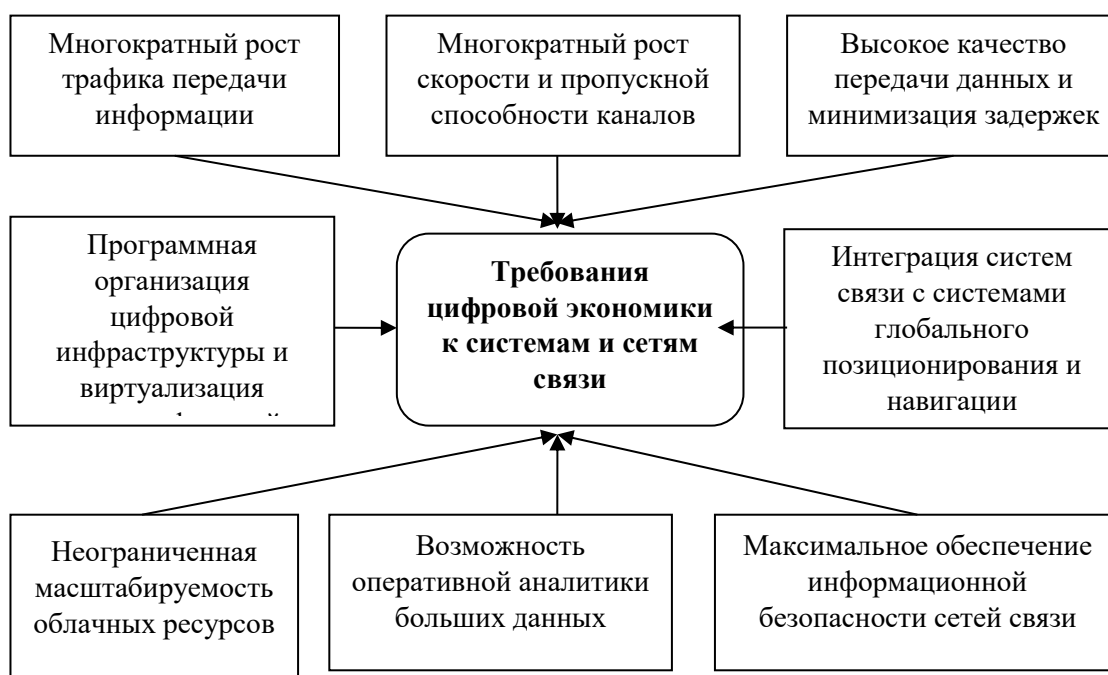 Многократный рост
трафика передачи
информации
Многократный рост
скорости и пропускной
способности каналов
Высокое качество
передачи данных и
минимизация задержек
Программная
организация
цифровой
инфраструктуры и
виртуализация
Требования
цифровой экономики
к системам и сетям
связи
Интеграция систем
связи с системами
глобального
позиционирования и
навигации
Неограниченная
масштабируемость
облачных ресурсов
Возможность
оперативной аналитики
больших данных
Максимальное обеспечение
информационной
безопасности сетей связи